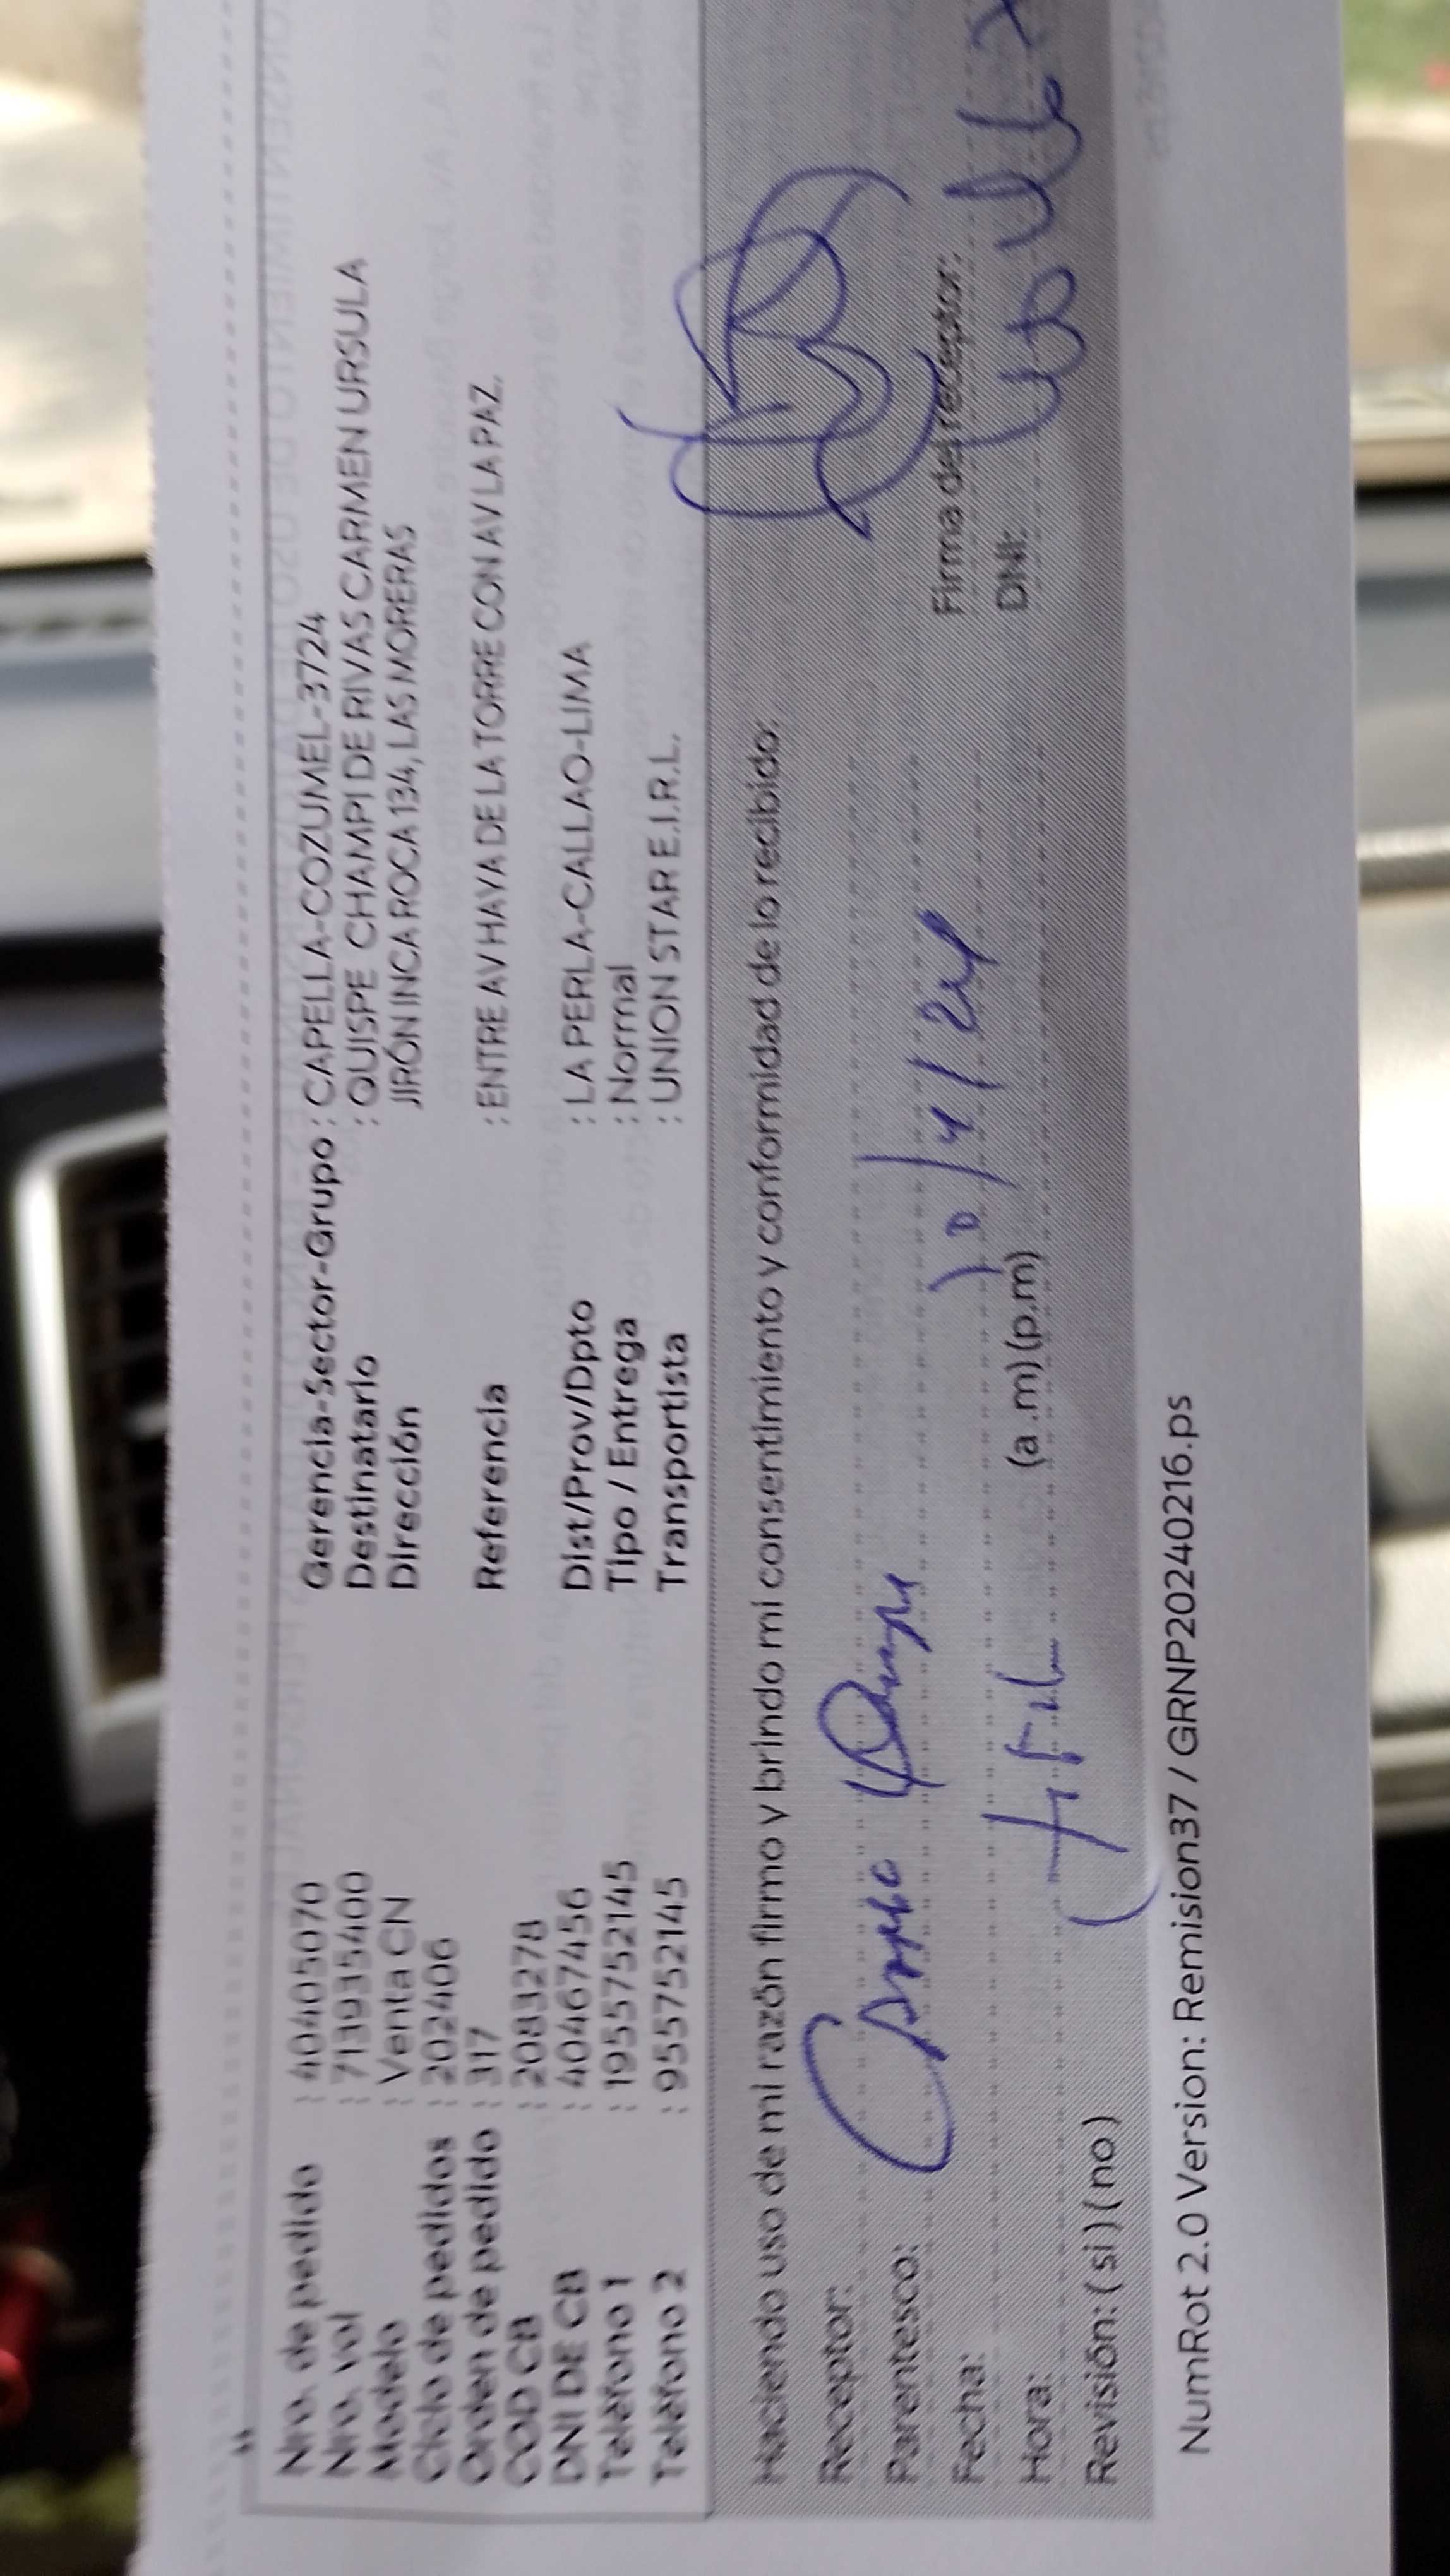 Nro. de pedido : 40405070
Nro. vol : 713935400
Modelo : Venta CN
Ciclo de pedidos : 202406
Orden de pedido : 317
COD CB : 2083278
DNI DE CB : 40467456
Teléfono 1 : 1955752145
Teléfono 2 : 955752145
Gerencia-Sector-Grupo : CAPELLA-COZUMEL-3724
Destinatario : QUISPE CHAMPI DE RIVAS CARMEN URSULA
Dirección JIRÓN INCA ROCA 134, LAS MORERAS
Referencia : ENTRE AV HAYA DE LA TORRE CON AV LA PAZ.
Dist/Prov/Dpto : LA PERLA-CALLAO-LIMA
Tipo / Entrega : Normal
Transportista : UNION STAR E.I.R.L.
Haciendo uso de mi razón firmo y brindo mi consentimiento y conformidad de lo recibido:
Receptor:
Parentesco:
Fecha: 10/4/24
Hora: (a.m) (p.m)
Revisión: ( si ) ( no )
Firma del receptor:
DNI:
NumRot 2.0 Version: Remision37 / GRNP20240216.ps